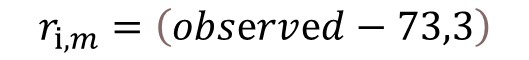 r_{i,m} = (observed − 73,3)